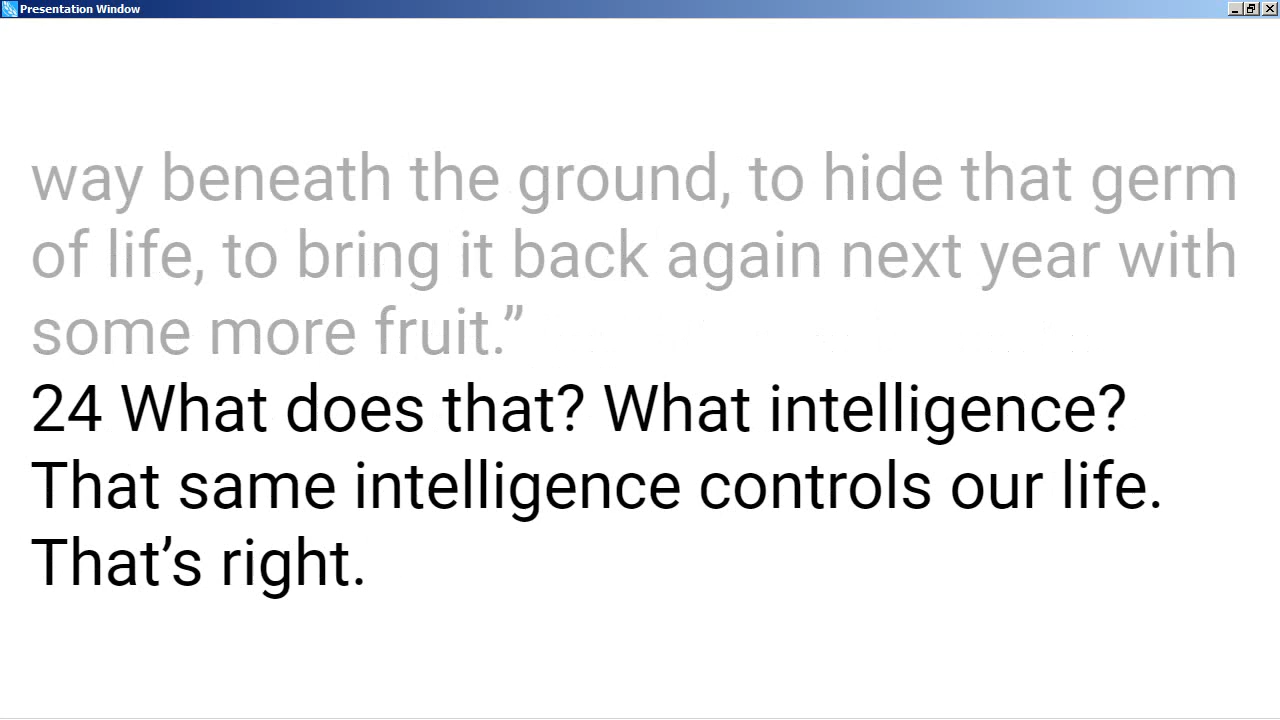 Presentation Window
way beneath the ground, to hide that germ
of life, to bring it back again next year with
some more fruit.”
24 What does that? What intelligence?
That same intelligence controls our life.
That’s right.